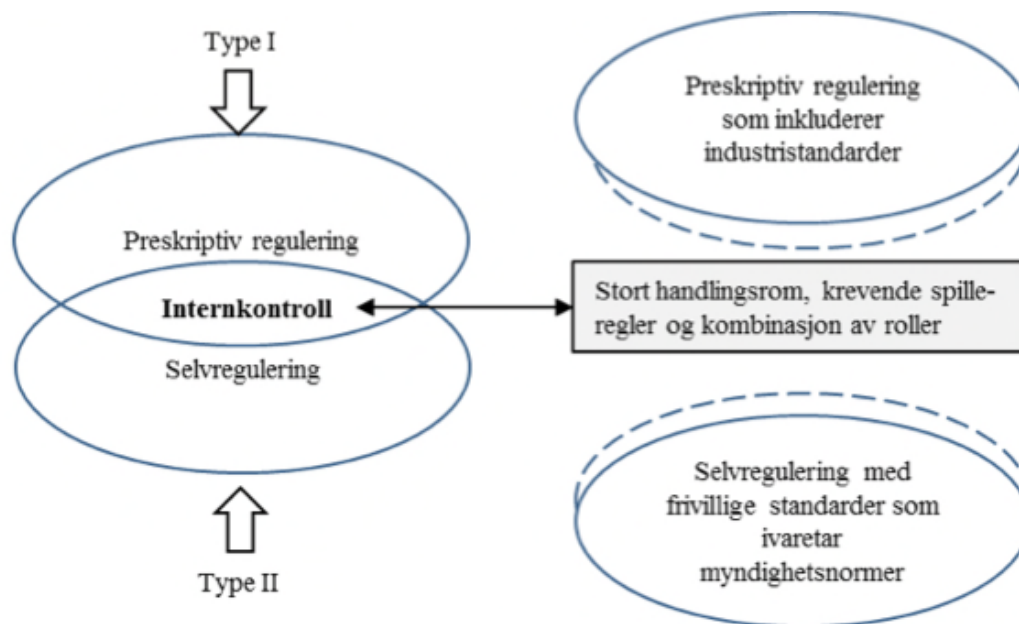 Type I
Preskriptiv regulering
Internkontroll
Selvregulering
Type II
Preskriptiv regulering
som inkluderer
industristandarder
Stort handlingsrom, krevende spille-
regler og kombinasjon av roller
Selvregulering med
frivillige standarder som
ivaretar
myndighetsnormer